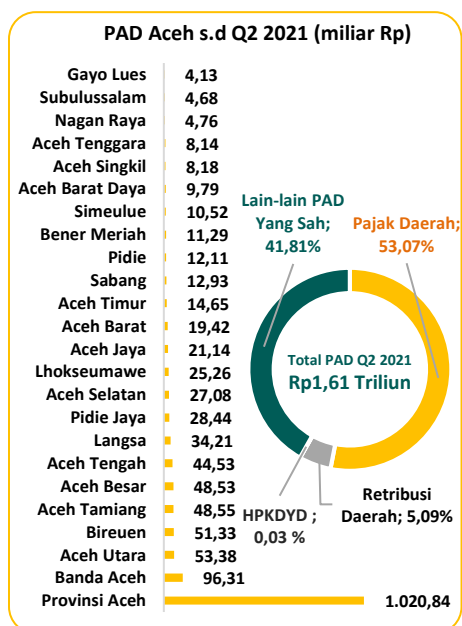 PAD Aceh s.d Q2 2021 (miliar Rp)
Gayo Lues 4,13
Subulussalam 4,68
Nagan Raya 4,76
Aceh Tenggara 8,14
Aceh Singkil 8,18
Aceh Barat Daya 9,79
Simeulue 10,52
Bener Meriah 11,29
Pidie 12,11
Sabang 12,93
Aceh Timur 14,65
Aceh Barat 19,42
Aceh Jaya 21,14
Lhokseumawe 25,26
Aceh Selatan 27,08
Pidie Jaya 28,44
Langsa 34,21
Aceh Tengah 44,53
Aceh Besar 48,53
Aceh Tamiang 48,55
Bireuen 51,33
Aceh Utara 53,38
Banda Aceh 96,31
Provinsi Aceh 1.020,84
Lain-lain PAD
Yang Sah;
41,81%
Pajak Daerah;
53,07%
Total PAD Q2 2021
Rp1,61 Triliun
HPKDYD ;
0,03 %
Retribusi
Daerah; 5,09%